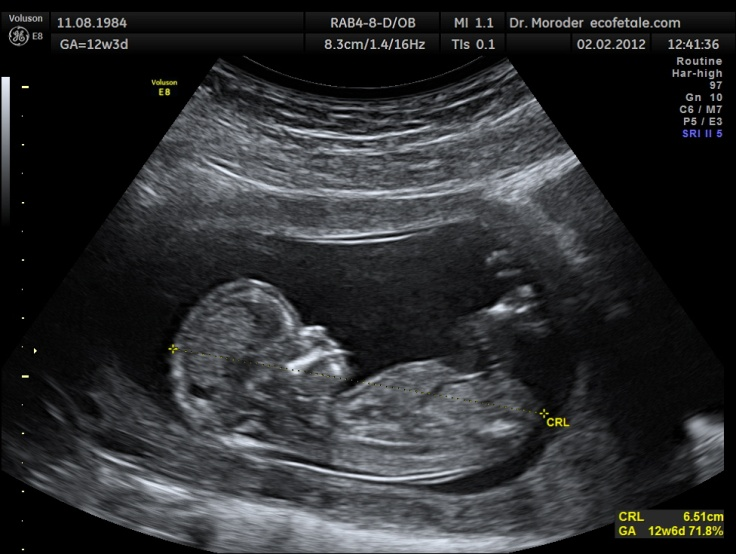 Voluson
E8
11.08.1984
RAB4-8-D/OB
MI 1.1
Dr. Moroder ecofetale.com
GA=12w3d
8.3cm/1.4/16Hz
TIs 0.1
02.02.2012
12:41:36
Voluson
E8
Routine
Har-high
97
Gn 10
C6 / M7
P5 / E3
SRI II 5
CRL
CRL 6.51cm
GA 12w6d 71.8%